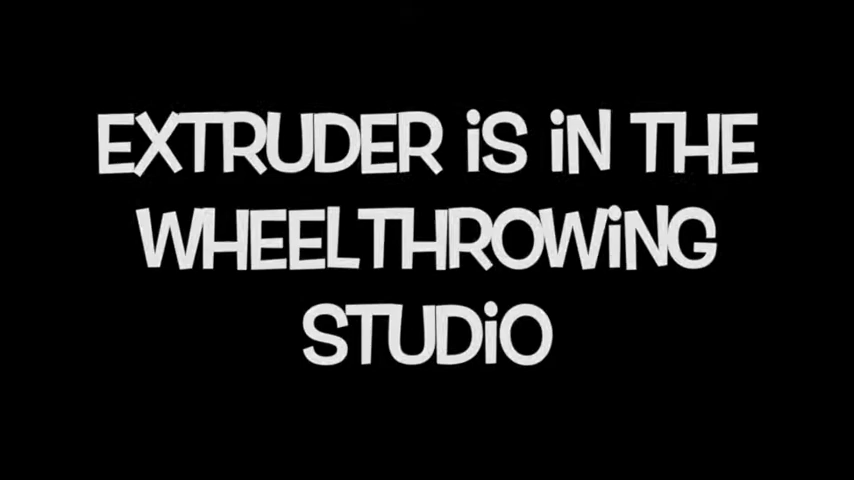 EXTRUDER iS iN THE
WHEELTHROWiNG
STUDiO